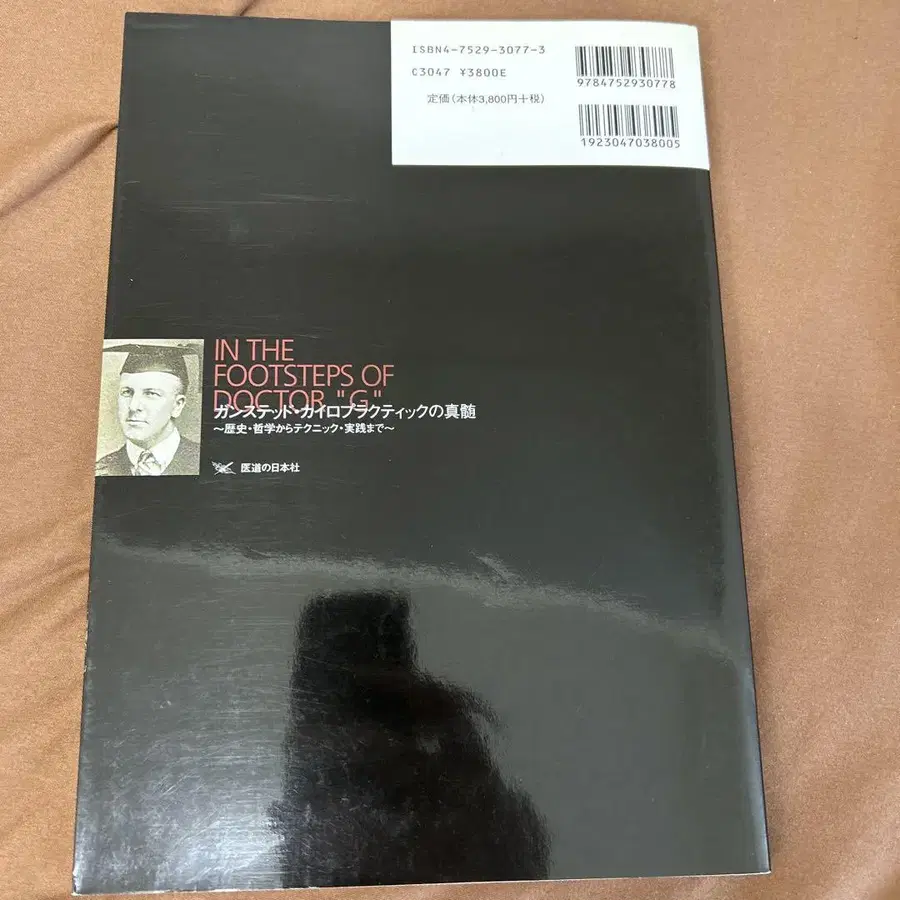 ISBN4-7529-3077-3
C3047 ¥3800E
定価(本体3,800円+税)
9784752930778
1923047038005
IN THE
FOOTSTEPS OF
DOCTOR "G"
ガンステッド・カイロプラクティックの真髄
〜歴史・哲学からテクニック・実践まで〜
医道の日本社